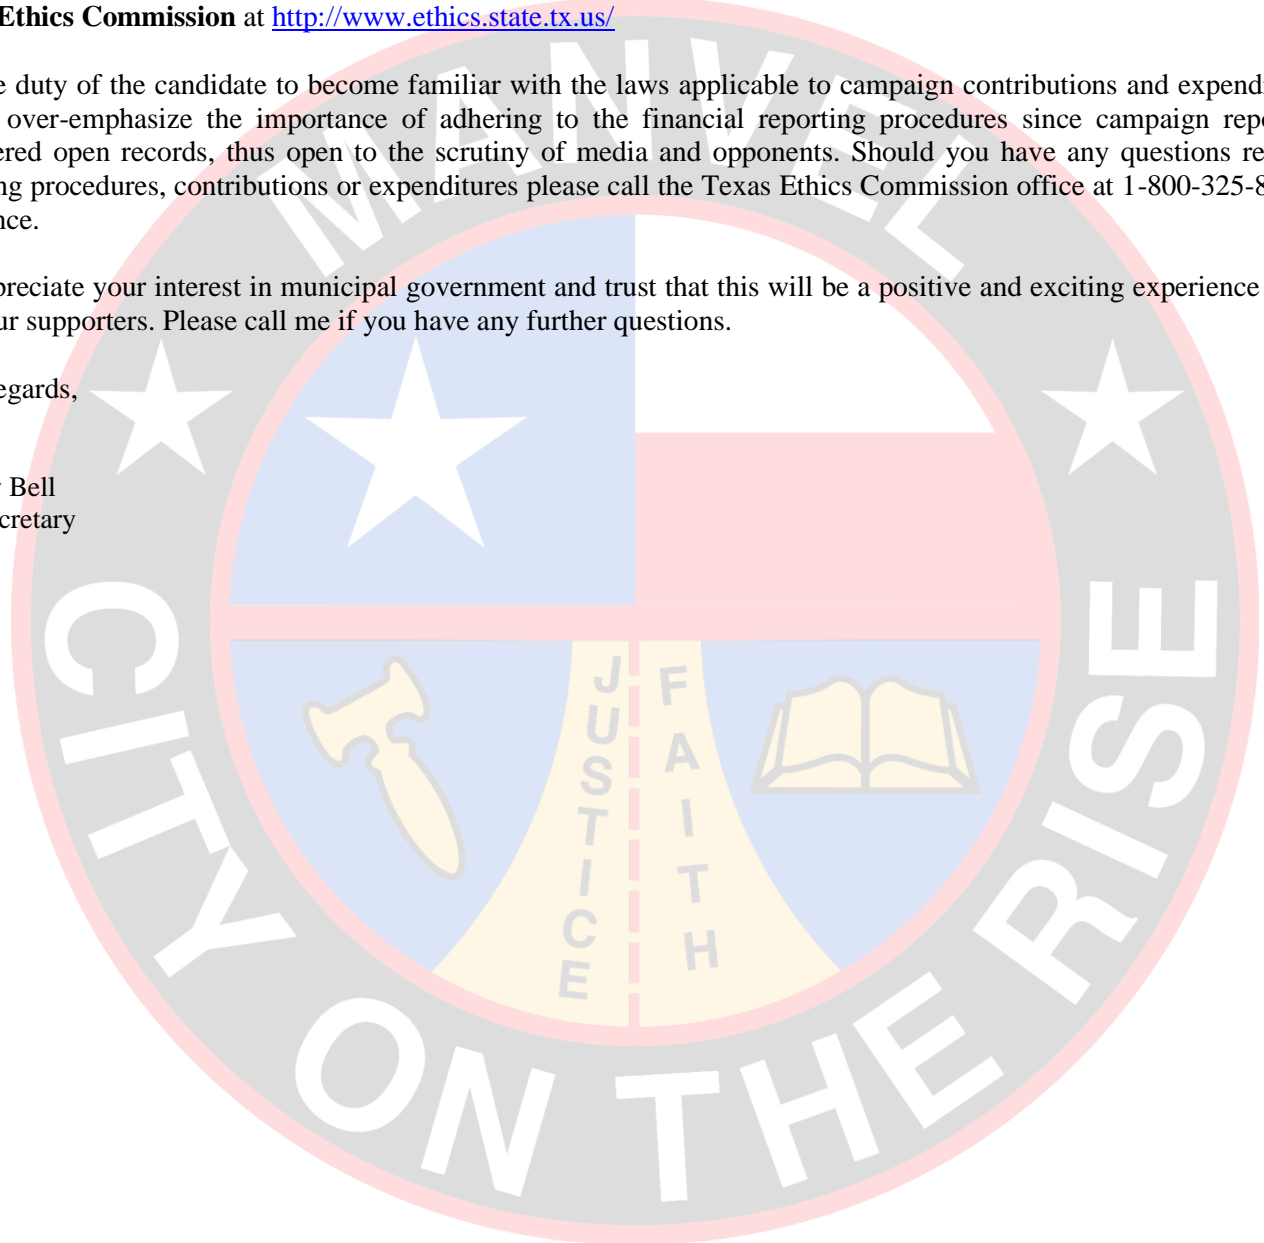 Ethics Commission at http://www.ethics.state.tx.us/
e duty of the candidate to become familiar with the laws applicable to campaign contributions and expendi
over-emphasize the importance of adhering to the financial reporting procedures since campaign repo
ered open records, thus open to the scrutiny of media and opponents. Should you have any questions re
ng procedures, contributions or expenditures please call the Texas Ethics Commission office at 1-800-325-8
nce.
preciate your interest in municipal government and trust that this will be a positive and exciting experience
ur supporters. Please call me if you have any further questions.
egards,
Bell
cretary
MANVEL
CITY ON THE RISE
JUSTICE
FAITH